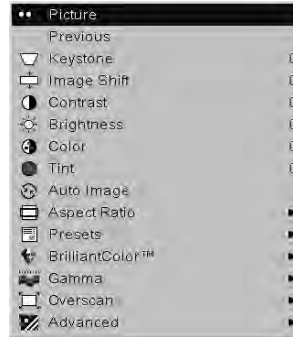 Picture
Previous
Keystone
Image Shift
Contrast
Brightness
Color
Tint
Auto Image
Aspect Ratio
Presets
BrilliantColor™
Gamma
Overscan
Advanced